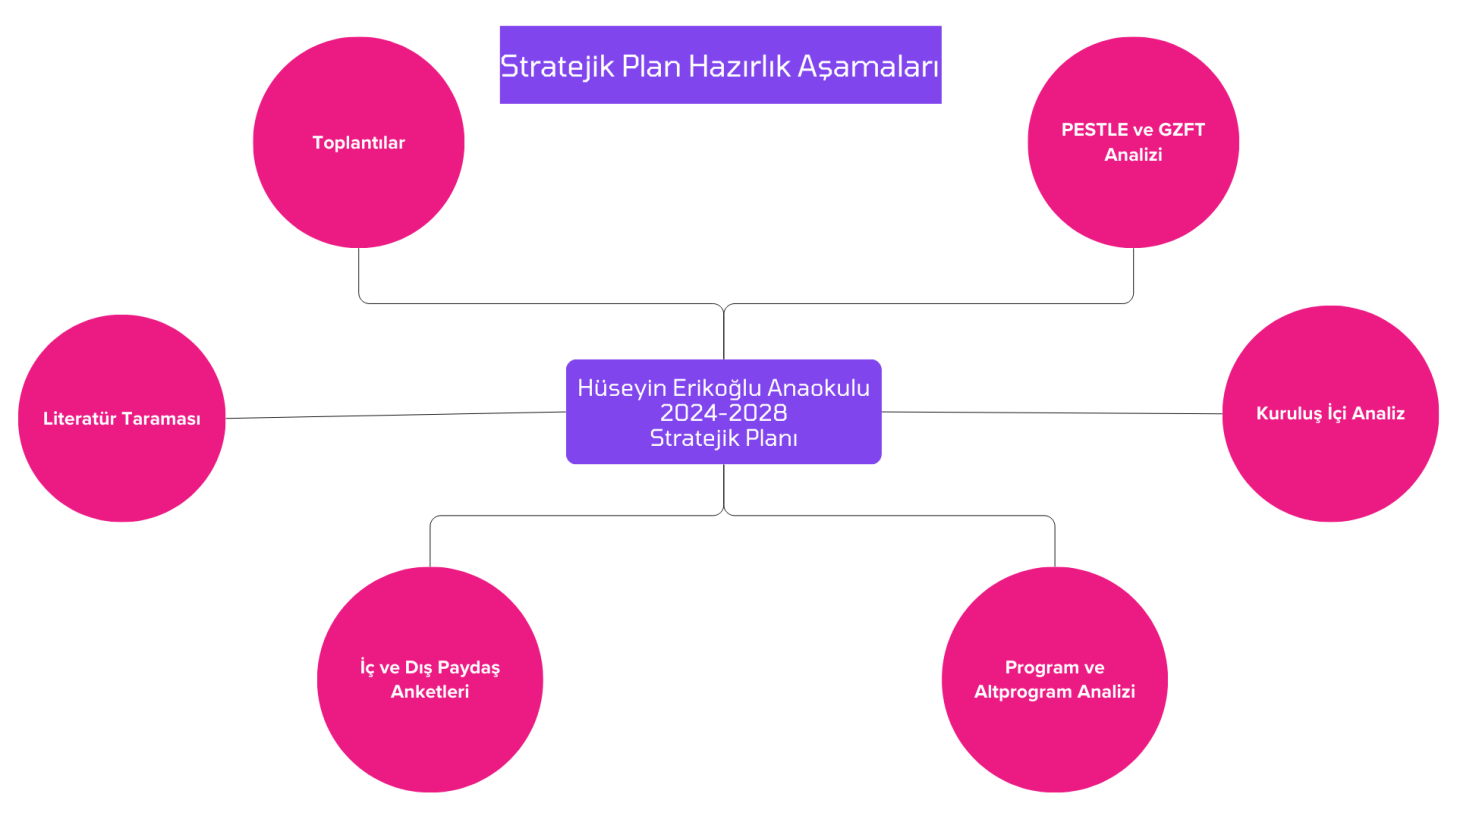 Stratejik Plan Hazırlık Aşamaları
Toplantılar
PESTLE ve GZFT
Analizi
Literatür Taraması
Hüseyin Erikoğlu Anaokulu
2024-2028
Stratejik Planı
Kuruluş İçi Analiz
İç ve Dış Paydaş
Anketleri
Program ve
Altprogram Analizi